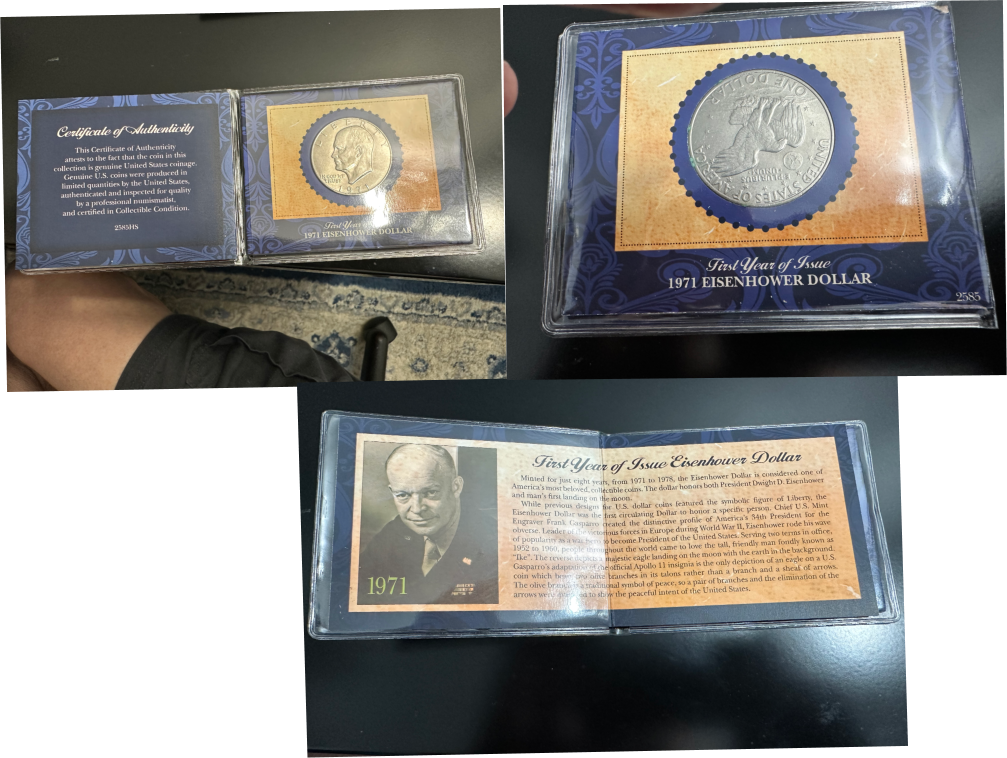 Certificate of Authenticity
This Certificate of Authenticity
attests to the fact that the coin in this
collection is genuine United States coinage.
Genuine U.S. coins were produced in
limited quantities by the United States,
authenticated and inspected for quality
by a professional numismatist,
and certified in Collectible Condition.
2585HS
LIBERTY
IN GOD WE
TRUST
1971
First Year
1971 EISENHOWER DOLLAR
UNITED STATES OF AMERICA
E PLURIBUS
UNUM
ONE DOLLAR
First Year of Issue
1971 EISENHOWER DOLLAR
2585
1971
First Year of Issue Eisenhower Dollar
Minted for just eight years, from 1971 to 1978, the Eisenhower Dollar is considered one of
America's most beloved, collectible coins. The dollar honors both President Dwight D. Eisenhower
and man's first landing on the moon.
While previous designs for U.S. dollar coins featured the symbolic figure of Liberty, the
Eisenhower Dollar was the first circulating Dollar to honor a specific person. Chief U.S. Mint
Engraver Frank Gasparro created the distinctive profile of America's 34th President for the
obverse. Leader of the victorious forces in Europe during World War II, Eisenhower rode his wave
of popularity as a war hero to become President of the United States. Serving two terms in office,
1952 to 1960, people throughout the world came to love the tall, friendly man fondly known as
"Ike". The reverse depicts a majestic eagle landing on the moon with the earth in the background.
Gasparro's adaptation of the official Apollo 11 insignia is the only depiction of an eagle on a U.S.
coin which bears two olive branches in its talons rather than a branch and a sheaf of arrows.
The olive branch is a traditional symbol of peace, so a pair of branches and the elimination of the
arrows were to show the peaceful intent of the United States.